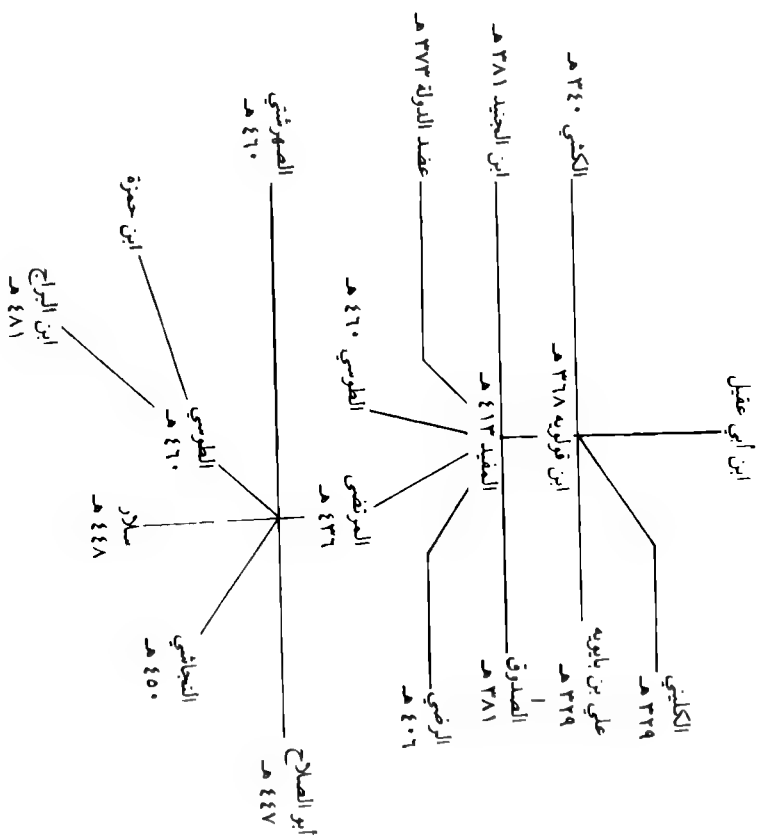 ابن أبي عقيل
الكليني
٣٢٩ هـ
علي بن بابويه
٣٢٩ هـ
الكشي ٣٤٠ هـ
ابن قولويه ٣٦٨ هـ
الصدوق
٣٨١ هـ
ابن الجنيد ٣٨١ هـ
المفيد ٤١٣ هـ
الرضي
٤٠٦ هـ
عضد الدولة ٣٧٣ هـ
المرتضى
٤٣٦ هـ
الطوسي ٤٦٠ هـ
أبو الصلاح
٤٤٧ هـ
الصهرشتي
٤٦٠ هـ
النجاشي
٤٥٠ هـ
سلار
٤٤٨ هـ
الطوسي
٤٦٠ هـ
ابن حمزة
ابن البراج
٤٨١ هـ